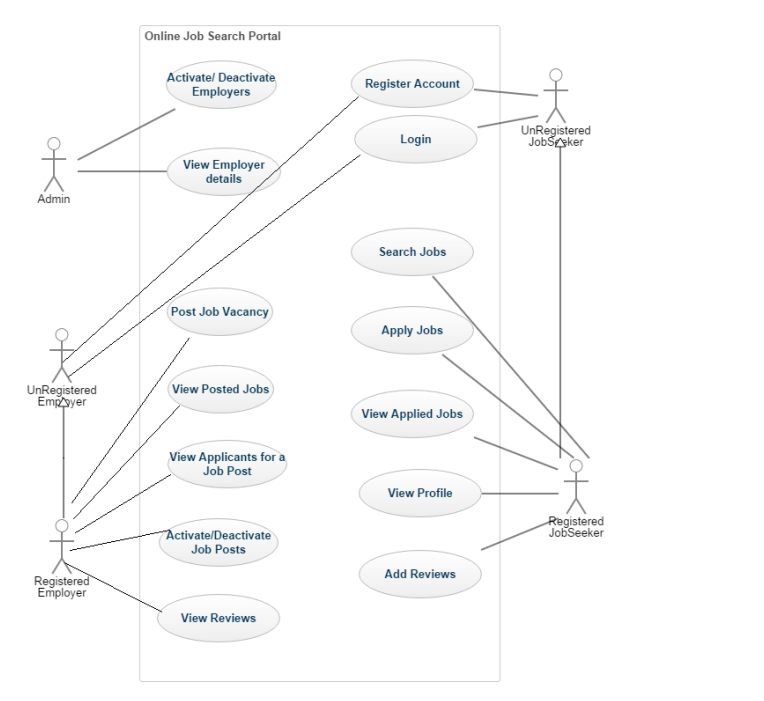 Online Job Search Portal
Activate/ Deactivate
Employers
Register Account
UnRegistered
JobSeeker
Login
View Employer
details
Admin
Search Jobs
Post Job Vacancy
Apply Jobs
UnRegistered
Employer
View Posted Jobs
View Applicants for a
Job Post
View Applied Jobs
View Profile
Registered
JobSeeker
Activate/Deactivate
Job Posts
Registered
Employer
Add Reviews
View Reviews